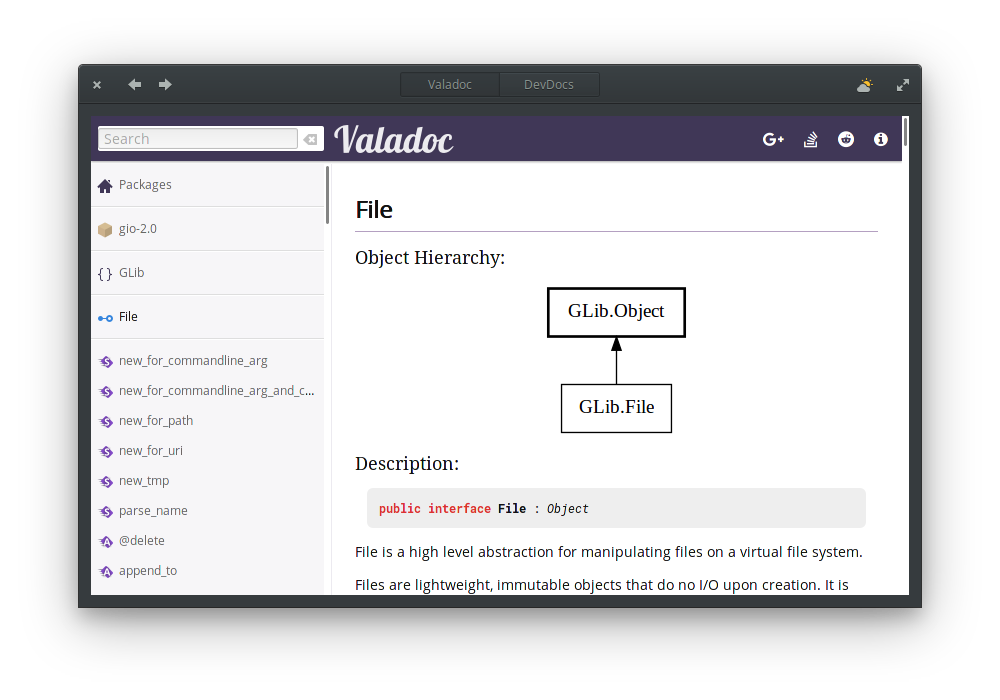 Valadoc DevDocs
Search
Valadoc
G+
Packages
gio-2.0
{ } GLib
File
new_for_commandline_arg
new_for_commandline_arg_and_c...
new_for_path
new_for_uri
new_tmp
parse_name
@delete
append_to
File
Object Hierarchy:
GLib.Object
GLib.File
Description:
public interface File : Object
File is a high level abstraction for manipulating files on a virtual file system.
Files are lightweight, immutable objects that do no I/O upon creation. It is